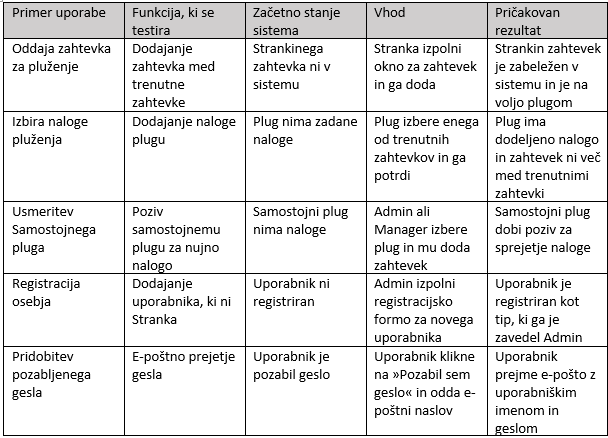 Primer uporabe
Funkcija, ki se
testira
Začetno stanje
sistema
Vhod
Pričakovan
rezultat
Oddaja zahtevka
za pluženje
Dodajanje
zahtevka med
trenutne
zahtevke
Strankinega
zahtevka ni v
sistemu
Stranka izpolni
okno za zahtevek
in ga doda
Strankin zahtevek
je zabeležen v
sistemu in je na
voljo plugom
Izbira naloge
pluženja
Dodajanje naloge
plugu
Plug nima zadane
naloge
Plug izbere enega
od trenutnih
zahtevkov in ga
potrdi
Plug ima
dodeljeno nalogo
in zahtevek ni več
med trenutnimi
zahtevki
Usmeritev
Samostojnega
pluga
Poziv
samostojnemu
plugu za nujno
nalogo
Samostojni plug
nima naloge
Admin ali
Manager izbere
plug in mu doda
zahtevek
Samostojni plug
dobi poziv za
sprejetje naloge
Registracija
osebja
Dodajanje
uporabnika, ki ni
Stranka
Uporabnik ni
registriran
Admin izpolni
registracijsko
formo za novega
uporabnika
Uporabnik je
registriran kot
tip, ki ga je
zavedel Admin
Pridobitev
pozabljenega
gesla
E-poštno prejetje
gesla
Uporabnik je
pozabil geslo
Uporabnik klikne
na »Pozabil sem
geslo« in odda e-
poštni naslov
Uporabnik
prejme e-pošto z
uporabniškim
imenom in
geslom